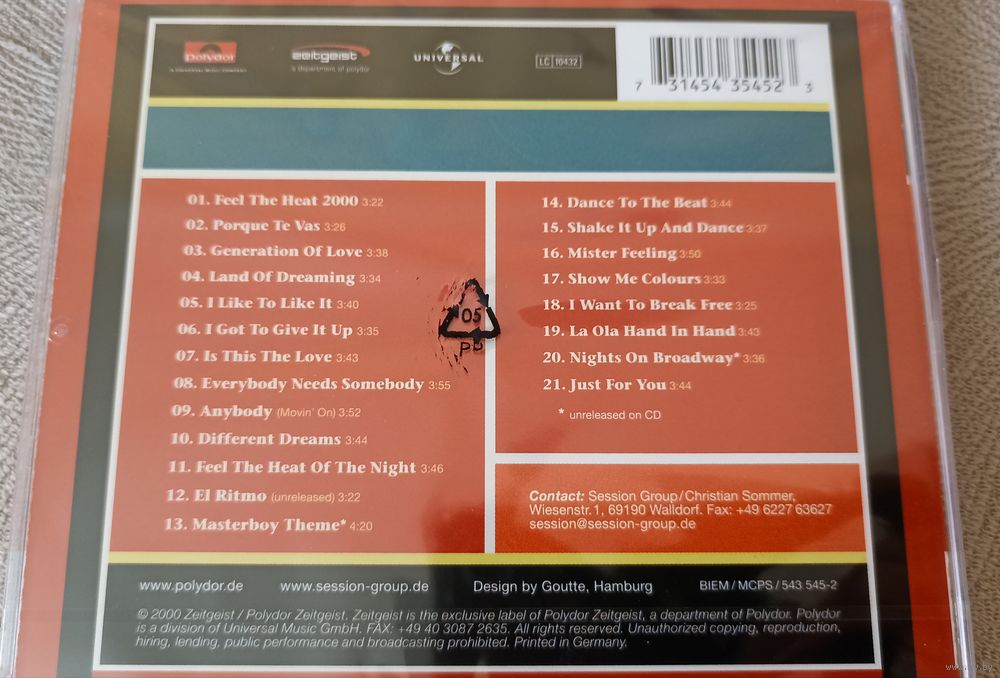 Polydor
zeitgeist
a department of polydor
UNIVERSAL
LC 10432
7 31454 35452 3
01. Feel The Heat 2000 3:22
02. Porque Te Vas 3:26
03. Generation Of Love 3:38
04. Land Of Dreaming 3:34
05. I Like To Like It 3:40
06. I Got To Give It Up 3:35
07. Is This The Love 3:43
08. Everybody Needs Somebody 3:55
09. Anybody (Movin' On) 3:52
10. Different Dreams 3:44
11. Feel The Heat Of The Night 3:46
12. El Ritmo (unreleased) 3:22
13. Masterboy Theme* 4:20
05
14. Dance To The Beat 3:44
15. Shake It Up And Dance 3:37
16. Mister Feeling 3:50
17. Show Me Colours 3:33
18. I Want To Break Free 3:25
19. La Ola Hand In Hand 3:43
20. Nights On Broadway* 3:36
21. Just For You 3:44
* unreleased on CD
Contact: Session Group/Christian Sommer,
Wiesenstr.1, 69190 Walldorf. Fax: +49 6227 63627
session@session-group.de
www.polydor.de www.session-group.de Design by Goutte, Hamburg BIEM / MCPS / 543 545-2
© 2000 Zeitgeist / Polydor Zeitgeist. Zeitgeist is the exclusive label of Polydor Zeitgeist, a department of Polydor. Polydor
is a division of Universal Music GmbH. FAX: +49 40 3087 2635. All rights reserved. Unauthorized copying, reproduction,
hiring, lending, public performance and broadcasting prohibited. Printed in Germany.